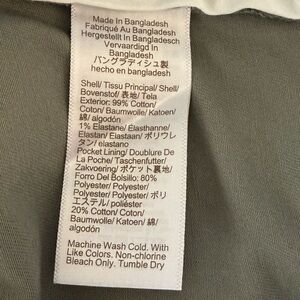 Made In Bangladesh
Fabriqué Au Bangladesh
Hergestellt In Bangladesch
Vervaardigd In
Bangladesh
バングラディシュ製
hecho en bangladesh
Shell/ Tissu Principal/ Shell/
Bovenstof/ 表地/ Tela
Exterior: 99% Cotton/
Coton/ Baumwolle/ Katoen/
綿/ algodón
1% Elastane/ Élasthanne/
Elastan/ Elastaan/ ポリウレ
タン/ elastano
Pocket Lining/ Doublure De
La Poche/ Taschenfutter/
Zakvoering/ ポケット裏地/
Forro Del Bolsillo: 80%
Polyester/ Polyester/
Polyester/ Polyester/ ポリ
エステル/ poliéster
20% Cotton/ Coton/
Baumwolle/ Katoen/ 綿/
algodón
Machine Wash Cold. With
Like Colors. Non-chlorine
Bleach Only. Tumble Dry